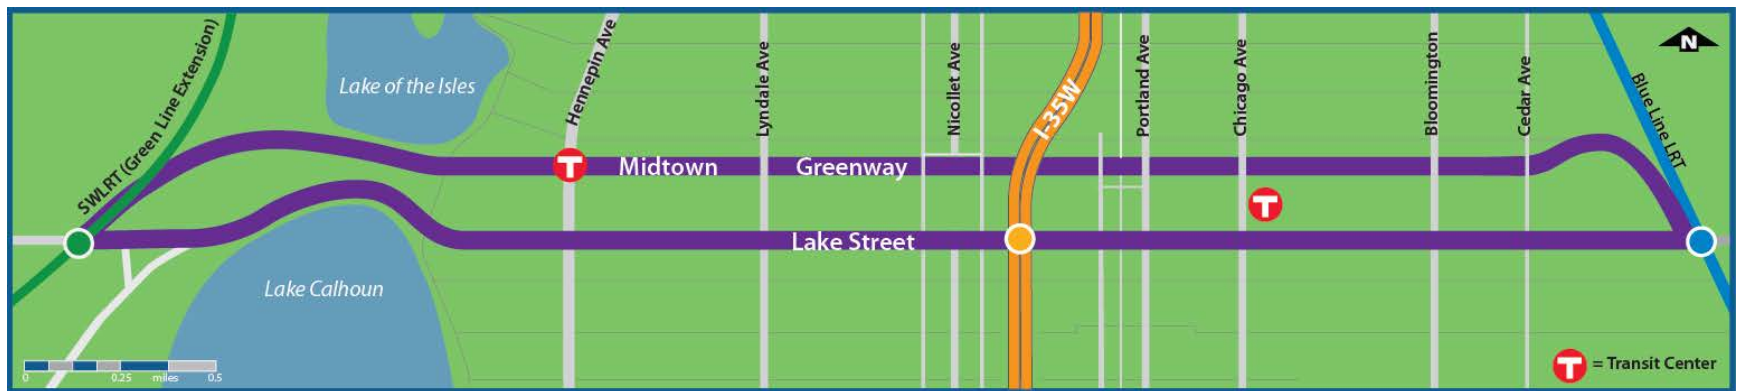 SWLRT (Green Line Extension)
Lake of the Isles
Hennepin Ave
Lyndale Ave
Nicollet Ave
I-35W
Portland Ave
Chicago Ave
Bloomington
Cedar Ave
Blue Line LRT
N
T
Midtown Greenway
T
Lake Street
Lake Calhoun
0 0.25 miles 0.5
T = Transit Center